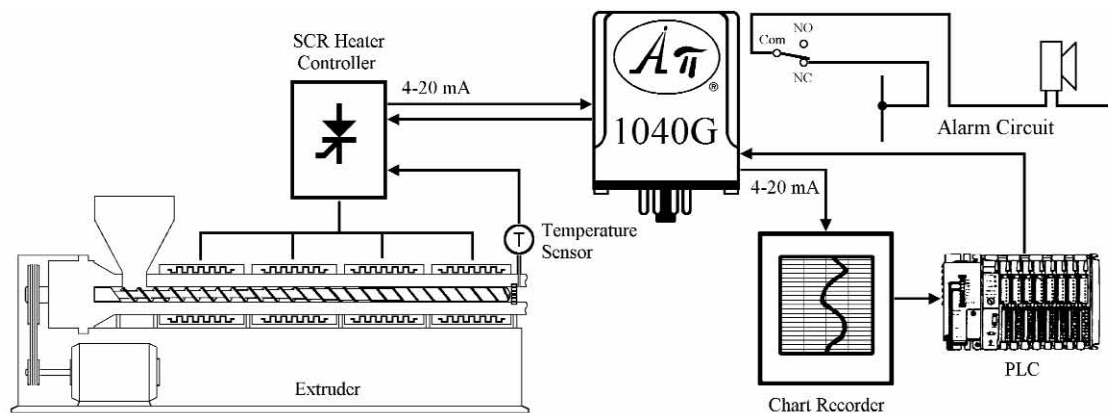 SCR Heater
Controller
4-20 mA
Aπ
®
1040G
NO
Com
NC
Alarm Circuit
4-20 mA
T
Temperature
Sensor
Extruder
PLC
Chart Recorder